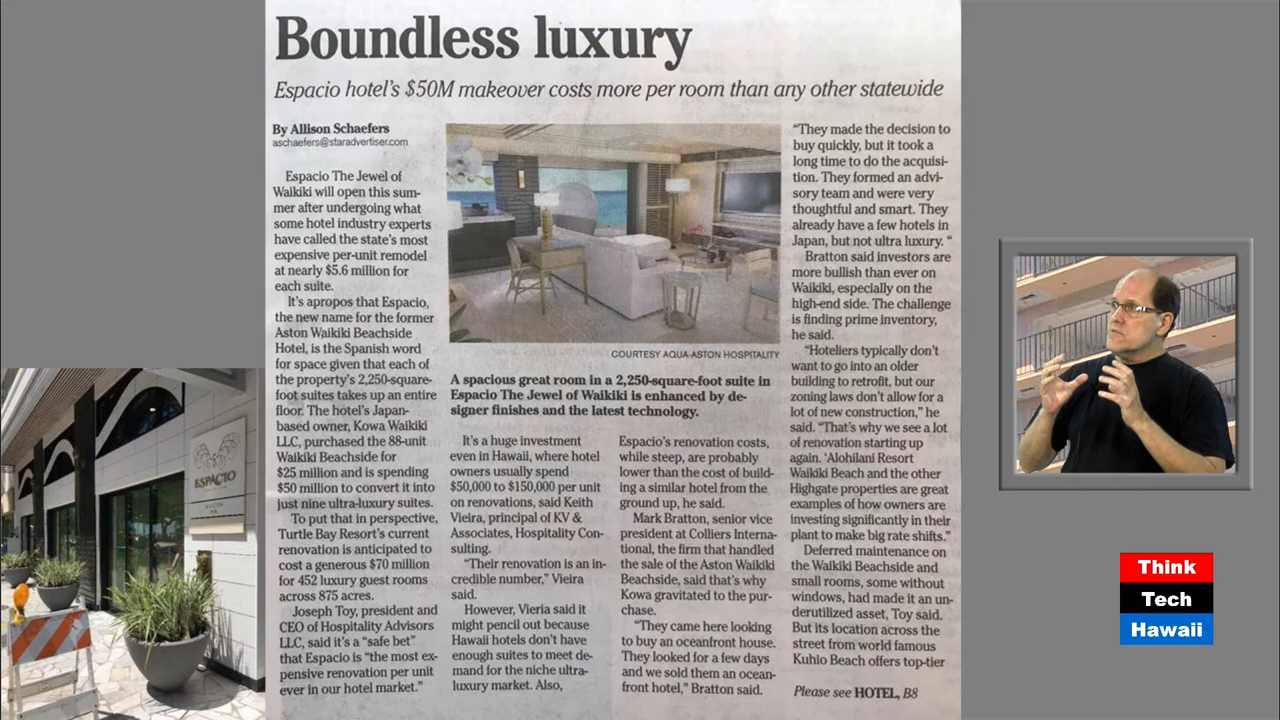 Boundless luxury
Espacio hotel's $50M makeover costs more per room than any other statewide
By Allison Schaefers
aschaefers@staradvertiser.com
Espacio The Jewel of
Waikiki will open this sum-
mer after undergoing what
some hotel industry experts
have called the state's most
expensive per-unit remodel
at nearly $5.6 million for
each suite.
It's apropos that Espacio,
the new name for the former
Aston Waikiki Beachside
Hotel, is the Spanish word
for space given that each of
the property's 2,250-square-
foot suites takes up an entire
floor. The hotel's Japan-
based owner, Kowa Waikiki
LLC, purchased the 88-unit
Waikiki Beachside for
$25 million and is spending
$50 million to convert it into
just nine ultra-luxury suites.
To put that in perspective,
Turtle Bay Resort's current
renovation is anticipated to
cost a generous $70 million
for 452 luxury guest rooms
across 875 acres.
Joseph Toy, president and
CEO of Hospitality Advisors
LLC, said it's a “safe bet”
that Espacio is “the most ex-
pensive renovation per unit
ever in our hotel market.”
COURTESY AQUA-ASTON HOSPITALITY
A spacious great room in a 2,250-square-foot suite in
Espacio The Jewel of Waikiki is enhanced by de-
signer finishes and the latest technology.
It's a huge investment
even in Hawaii, where hotel
owners usually spend
$50,000 to $150,000 per unit
on renovations, said Keith
Vieira, principal of KV &
Associates, Hospitality Con-
sulting.
“Their renovation is an in-
credible number,” Vieira
said.
However, Vieria said it
might pencil out because
Hawaii hotels don't have
enough suites to meet de-
mand for the niche ultra-
luxury market. Also,
Espacio's renovation costs,
while steep, are probably
lower than the cost of build-
ing a similar hotel from the
ground up, he said.
Mark Bratton, senior vice
president at Colliers Interna-
tional, the firm that handled
the sale of the Aston Waikiki
Beachside, said that's why
Kowa gravitated to the pur-
chase.
“They came here looking
to buy an oceanfront house.
They looked for a few days
and we sold them an ocean-
front hotel,” Bratton said.
“They made the decision to
buy quickly, but it took a
long time to do the acquisi-
tion. They formed an advi-
sory team and were very
thoughtful and smart. They
already have a few hotels in
Japan, but not ultra luxury. “
Bratton said investors are
more bullish than ever on
Waikiki, especially on the
high-end side. The challenge
is finding prime inventory,
he said.
“Hoteliers typically don't
want to go into an older
building to retrofit, but our
zoning laws don't allow for a
lot of new construction,” he
said. “That's why we see a lot
of renovation starting up
again. ‘Alohilani Resort
Waikiki Beach and the other
Highgate properties are great
examples of how owners are
investing significantly in their
plant to make big rate shifts.”
Deferred maintenance on
the Waikiki Beachside and
small rooms, some without
windows, had made it an un-
derutilized asset, Toy said.
But its location across the
street from world famous
Kuhio Beach offers top-tier
Please see HOTEL, B8
ESPACIO
Think
Tech
Hawaii